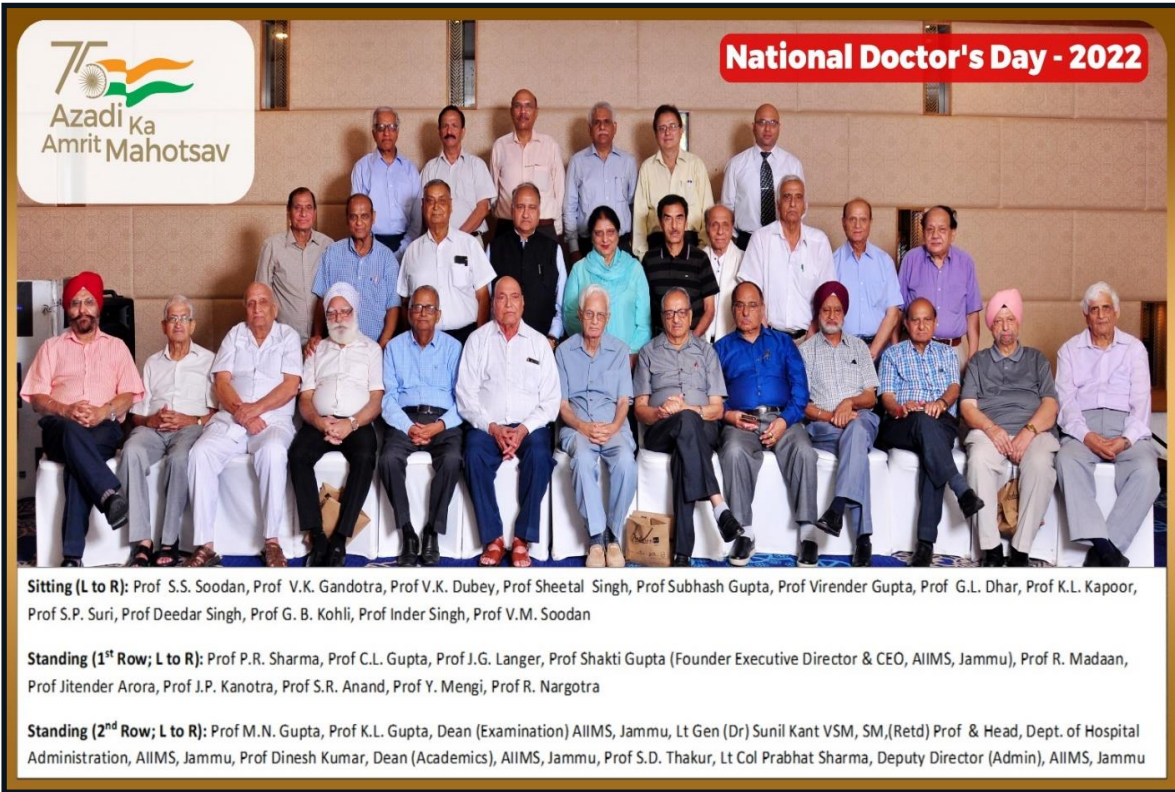 75
Azadi Ka
Amrit Mahotsav
National Doctor's Day - 2022
Sitting (L to R): Prof S.S. Soodan, Prof V.K. Gandotra, Prof V.K. Dubey, Prof Sheetal Singh, Prof Subhash Gupta, Prof Virender Gupta, Prof G.L. Dhar, Prof K.L. Kapoor,
Prof S.P. Suri, Prof Deedar Singh, Prof G. B. Kohli, Prof Inder Singh, Prof V.M. Soodan
Standing (1st Row; L to R): Prof P.R. Sharma, Prof C.L. Gupta, Prof J.G. Langer, Prof Shakti Gupta (Founder Executive Director & CEO, AIIMS, Jammu), Prof R. Madaan,
Prof Jitender Arora, Prof J.P. Kanotra, Prof S.R. Anand, Prof Y. Mengi, Prof R. Nargotra
Standing (2nd Row; L to R): Prof M.N. Gupta, Prof K.L. Gupta, Dean (Examination) AIIMS, Jammu, Lt Gen (Dr) Sunil Kant VSM, SM,(Retd) Prof & Head, Dept. of Hospital
Administration, AIIMS, Jammu, Prof Dinesh Kumar, Dean (Academics), AIIMS, Jammu, Prof S.D. Thakur, Lt Col Prabhat Sharma, Deputy Director (Admin), AIIMS, Jammu